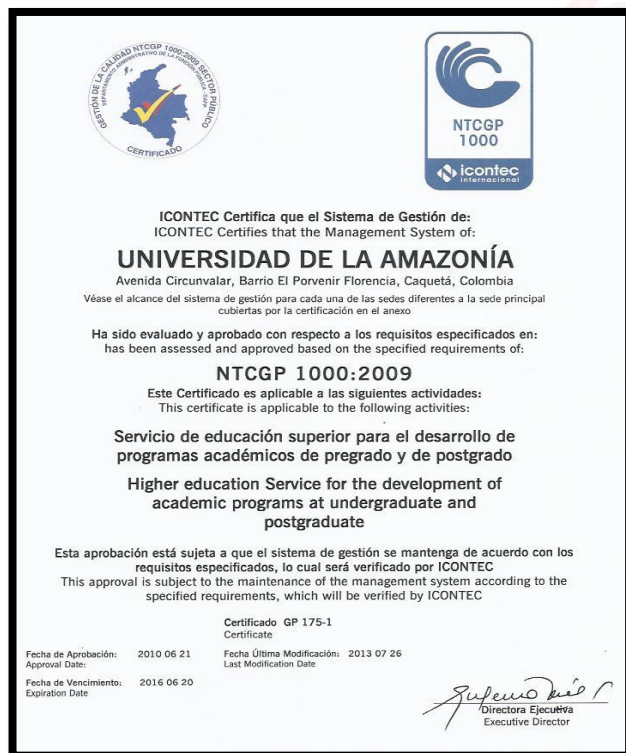 GESTIÓN DE LA CALIDAD NTCGP 1000:2009 SECTOR PÚBLICO
DEPARTAMENTO ADMINISTRATIVO DE LA FUNCIÓN PÚBLICA - DAFP
CERTIFICADO
NTCGP
1000
icontec
internacional
ICONTEC Certifica que el Sistema de Gestión de:
ICONTEC Certifies that the Management System of:
UNIVERSIDAD DE LA AMAZONÍA
Avenida Circunvalar, Barrio El Porvenir Florencia, Caquetá, Colombia
Véase el alcance del sistema de gestión para cada una de las sedes diferentes a la sede principal
cubiertas por la certificación en el anexo
Ha sido evaluado y aprobado con respecto a los requisitos especificados en:
has been assessed and approved based on the specified requirements of:
NTCGP 1000:2009
Este Certificado es aplicable a las siguientes actividades:
This certificate is applicable to the following activities:
Servicio de educación superior para el desarrollo de
programas académicos de pregrado y de postgrado
Higher education Service for the development of
academic programs at undergraduate and
postgraduate
Esta aprobación está sujeta a que el sistema de gestión se mantenga de acuerdo con los
requisitos especificados, lo cual será verificado por ICONTEC
This approval is subject to the maintenance of the management system according to the
specified requirements, which will be verified by ICONTEC
Certificado GP 175-1
Certificate
Fecha de Aprobación: 2010 06 21 Fecha Última Modificación: 2013 07 26
Approval Date: Last Modification Date
Fecha de Vencimiento: 2016 06 20
Expiration Date
Directora Ejecutiva
Executive Director